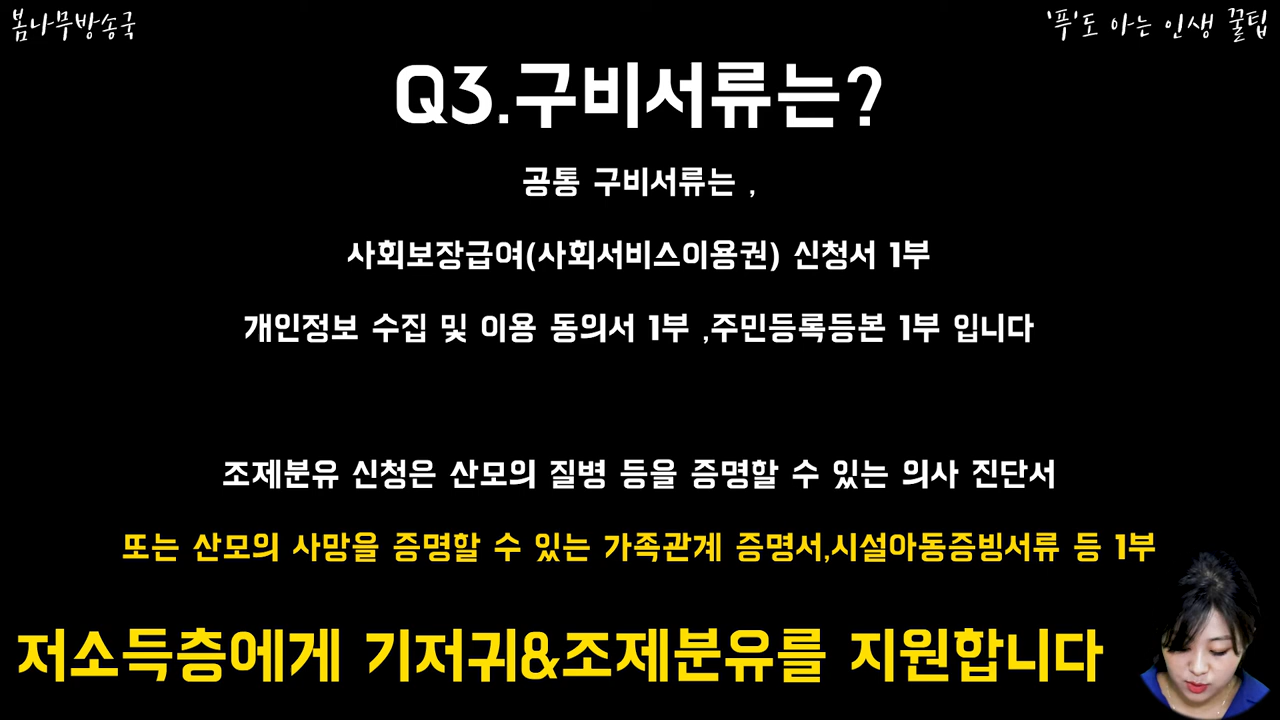 봄나무방송국
'푸'도 아는 인생 꿀팁
Q3.구비서류는?
공통 구비서류는 ,
사회보장급여(사회서비스이용권) 신청서 1부
개인정보 수집 및 이용 동의서 1부 ,주민등록등본 1부 입니다
조제분유 신청은 산모의 질병 등을 증명할 수 있는 의사 진단서
또는 산모의 사망을 증명할 수 있는 가족관계 증명서,시설아동증빙서류 등 1부
저소득층에게 기저귀&조제분유를 지원합니다